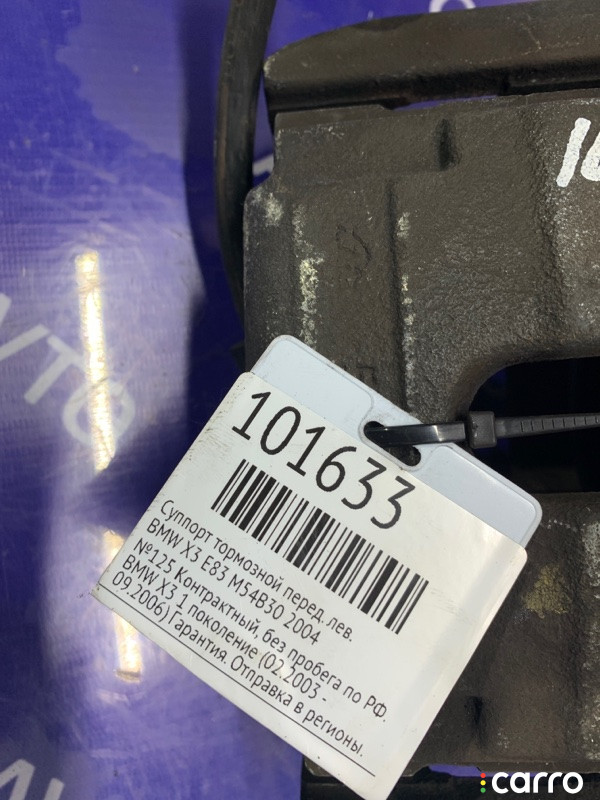 101633
Суппорт тормозной перед. лев.
BMW X3 E83 M54B30 2004
№125 Контрактный, без пробега по РФ.
BMW X3 1 поколение (02.2003 -
09.2006) Гарантия. Отправка в регионы.
carro